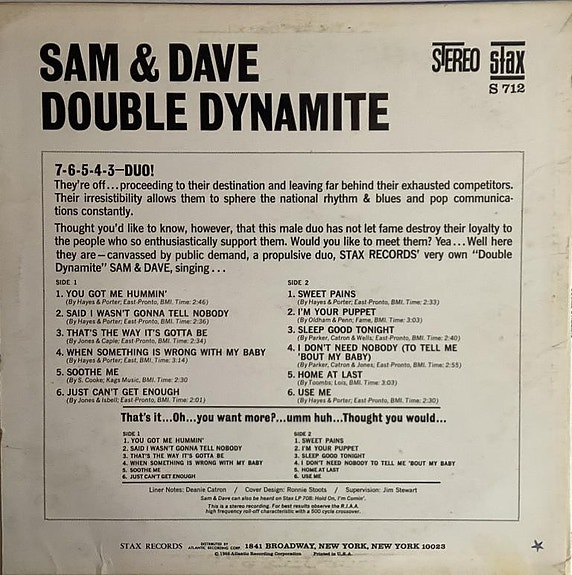 SAM & DAVE
DOUBLE DYNAMITE
STEREO stax
S 712
7-6-5-4-3—DUO!
They're off...proceeding to their destination and leaving far behind their exhausted competitors.
Their irresistibility allows them to sphere the national rhythm & blues and pop communica-
tions constantly.
Thought you'd like to know, however, that this male duo has not let fame destroy their loyalty to
the people who so enthusiastically support them. Would you like to meet them? Yea...Well here
they are–canvassed by public demand, a propulsive duo, STAX RECORDS' very own "Double
Dynamite" SAM & DAVE, singing...
SIDE 1
1. YOU GOT ME HUMMIN'
(By Hayes & Porter; East-Pronto, BMI. Time: 2:46)
2. SAID I WASN'T GONNA TELL NOBODY
(By Hayes & Porter; East-Pronto, BMI. Time: 2:36)
3. THAT'S THE WAY IT'S GOTTA BE
(By Jones & Caple; East-Pronto, BMI. Time: 2:34)
4. WHEN SOMETHING IS WRONG WITH MY BABY
(By Hayes & Porter; East, BMI. Time: 3:14)
5. SOOTHE ME
(By S. Cooke; Kags Music, BMI. Time: 2:30
6. JUST CAN'T GET ENOUGH
(By Jones & Isbell; East-Pronto, BMI. Time: 2:01)
SIDE 2
1. SWEET PAINS
(By Hayes & Porter; East-Pronto, BMI. Time: 2:33)
2. I'M YOUR PUPPET
(By Oldham & Penn; Fame, BMI. Time: 3:03)
3. SLEEP GOOD TONIGHT
(By Parker, Catron & Wells; East-Pronto, BMI. Time: 2:40)
4. I DON'T NEED NOBODY (TO TELL ME
'BOUT MY BABY)
(By Parker, Catron & Jones; East-Pronto, BMI. Time: 2:55)
5. HOME AT LAST
(By Toombs; Lois, BMI. Time: 3:03)
6. USE ME
(By Hayes & Porter; East-Pronto, BMI. Time: 2:30)
That's it...Oh...you want more?...umm huh...Thought you would...
SIDE 1
1. YOU GOT ME HUMMIN'
2. SAID I WASN'T GONNA TELL NOBODY
3. THAT'S THE WAY IT'S GOTTA BE
4. WHEN SOMETHING IS WRONG WITH MY BABY
5. SOOTHE ME
6. JUST CAN'T GET ENOUGH
SIDE 2
1. SWEET PAINS
2. I'M YOUR PUPPET
3. SLEEP GOOD TONIGHT
4. I DON'T NEED NOBODY TO TELL ME 'BOUT MY BABY
5. HOME AT LAST
6. USE ME
Liner Notes: Deanie Catron / Cover Design: Ronnie Stoots / Supervision: Jim Stewart
Sam & Dave can also be heard on Stax LP 708: Hold On, I'm Comin'.
This is a stereo recording. For best results observe the R.I.A.A.
high frequency roll-off characteristic with a 500 cycle crossover.
STAX RECORDS DISTRIBUTED BY ATLANTIC RECORDING CORP. 1841 BROADWAY, NEW YORK, NEW YORK 10023
© 1966 Atlantic Recording Corporation Printed in U.S.A.